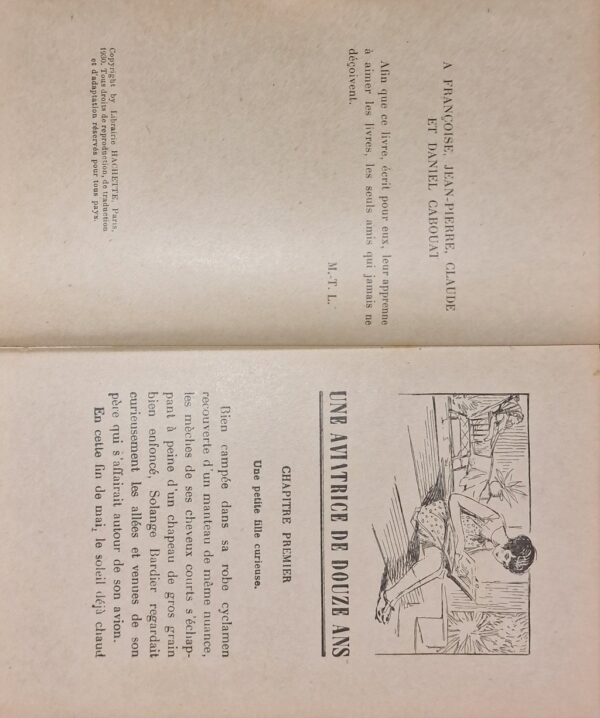 A FRANÇOISE, JEAN-PIERRE, CLAUDE
ET DANIEL CABOUAT
Afin que ce livre, écrit pour eux, leur apprenne
à aimer les livres, les seuls amis qui jamais ne
déçoivent.
M.-T. L.
Copyright by Librairie HACHETTE, Paris,
1930. Tous droits de reproduction, de traduction
et d'adaptation réservés pour tous pays.
UNE AVIATRICE DE DOUZE ANS
CHAPITRE PREMIER
Une petite fille curieuse.
Bien campée dans sa robe cyclamen
recouverte d'un manteau de même nuance,
les mèches de ses cheveux courts s'échap-
pant à peine d'un chapeau de gros grain
bien enfoncé, Solange Bardier regardait
curieusement les allées et venues de son
père qui s'affairait autour de son avion.
En cette fin de mai, le soleil déjà chaud